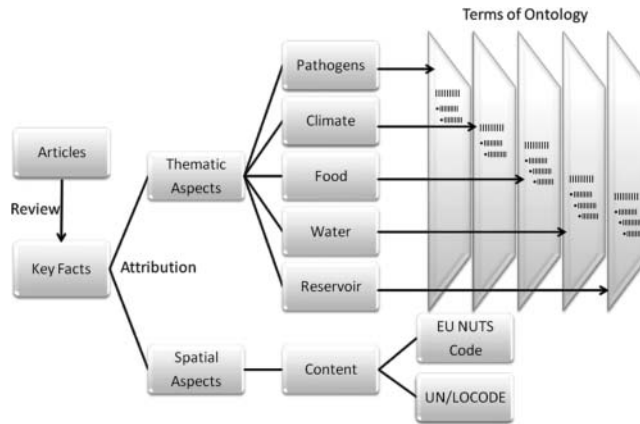 Terms of Ontology
Pathogens
Climate
Articles
Thematic
Aspects
Food
Review
Water
Key Facts
Attribution
Reservoir
EU NUTS
Code
Spatial
Aspects
Content
UN/LOCODE